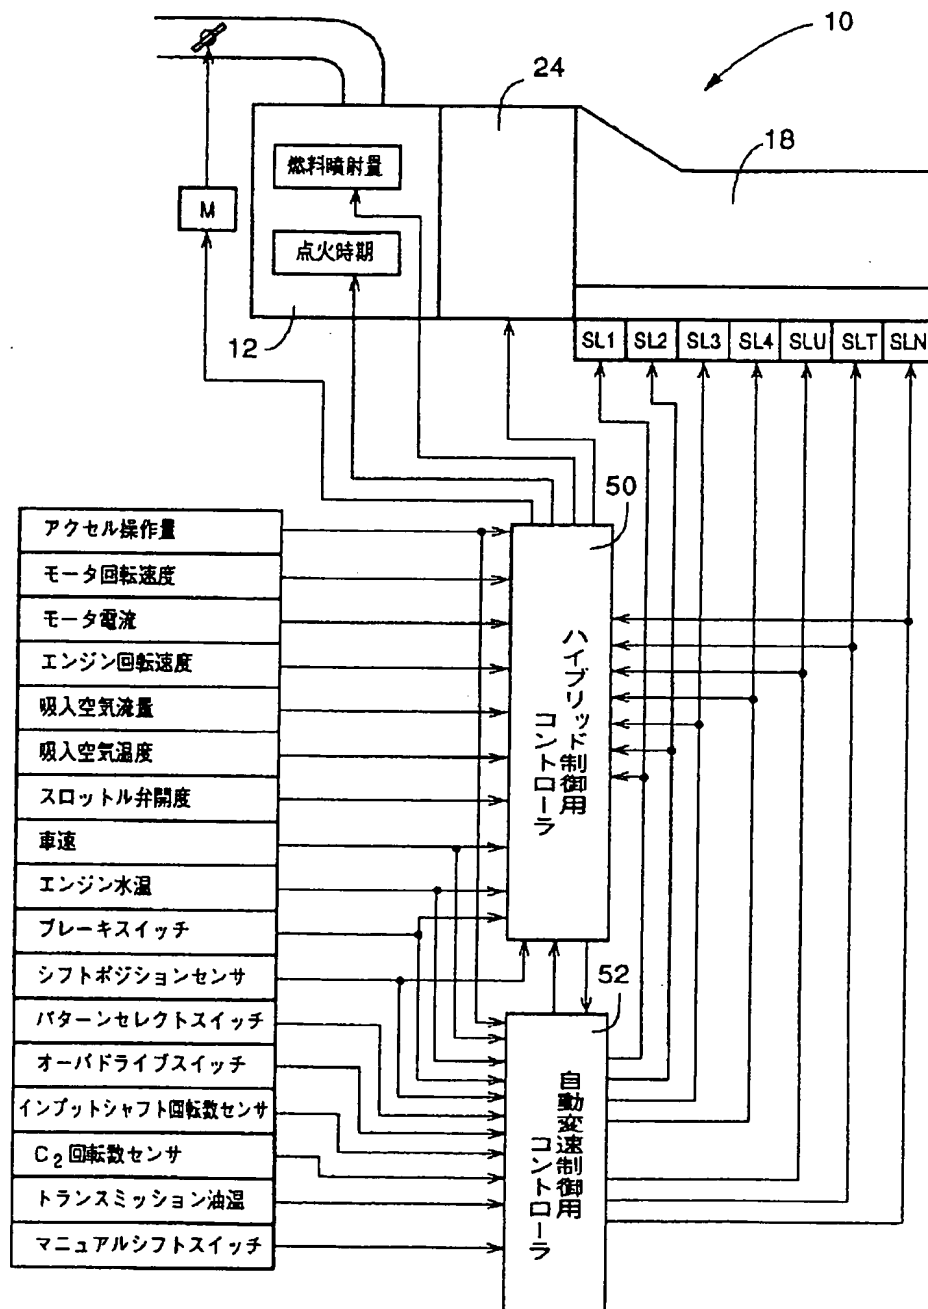 10
24
18
燃料噴射量
M
点火時期
12
SL1 SL2 SL3 SL4 SLU SLT SLN
50
アクセル操作量
モータ回転速度
モータ電流
エンジン回転速度
吸入空気流量
吸入空気温度
スロットル弁開度
車速
エンジン水温
ブレーキスイッチ
シフトポジションセンサ
パターンセレクトスイッチ
オーバドライブスイッチ
インプットシャフト回転数センサ
C₂回転数センサ
トランスミッション油温
マニュアルシフトスイッチ
ハイブリッド制御用
コントローラ
52
自動変速制御用
コントローラ